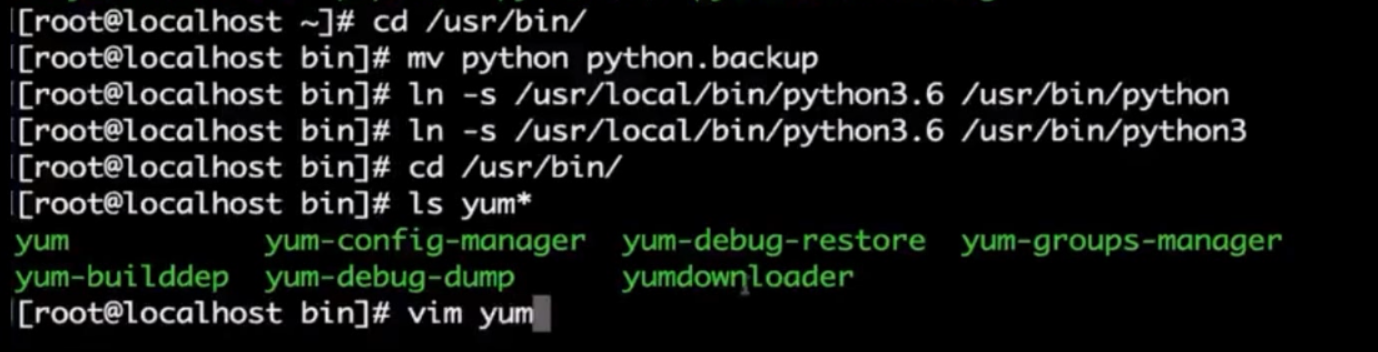 [root@localhost ~]# cd /usr/bin/
[root@localhost bin]# mv python python.backup
[root@localhost bin]# ln -s /usr/local/bin/python3.6 /usr/bin/python
[root@localhost bin]# ln -s /usr/local/bin/python3.6 /usr/bin/python3
[root@localhost bin]# cd /usr/bin/
[root@localhost bin]# ls yum*
yum yum-config-manager yum-debug-restore yum-groups-manager
yum-builddep yum-debug-dump yumdownloader
[root@localhost bin]# vim yum